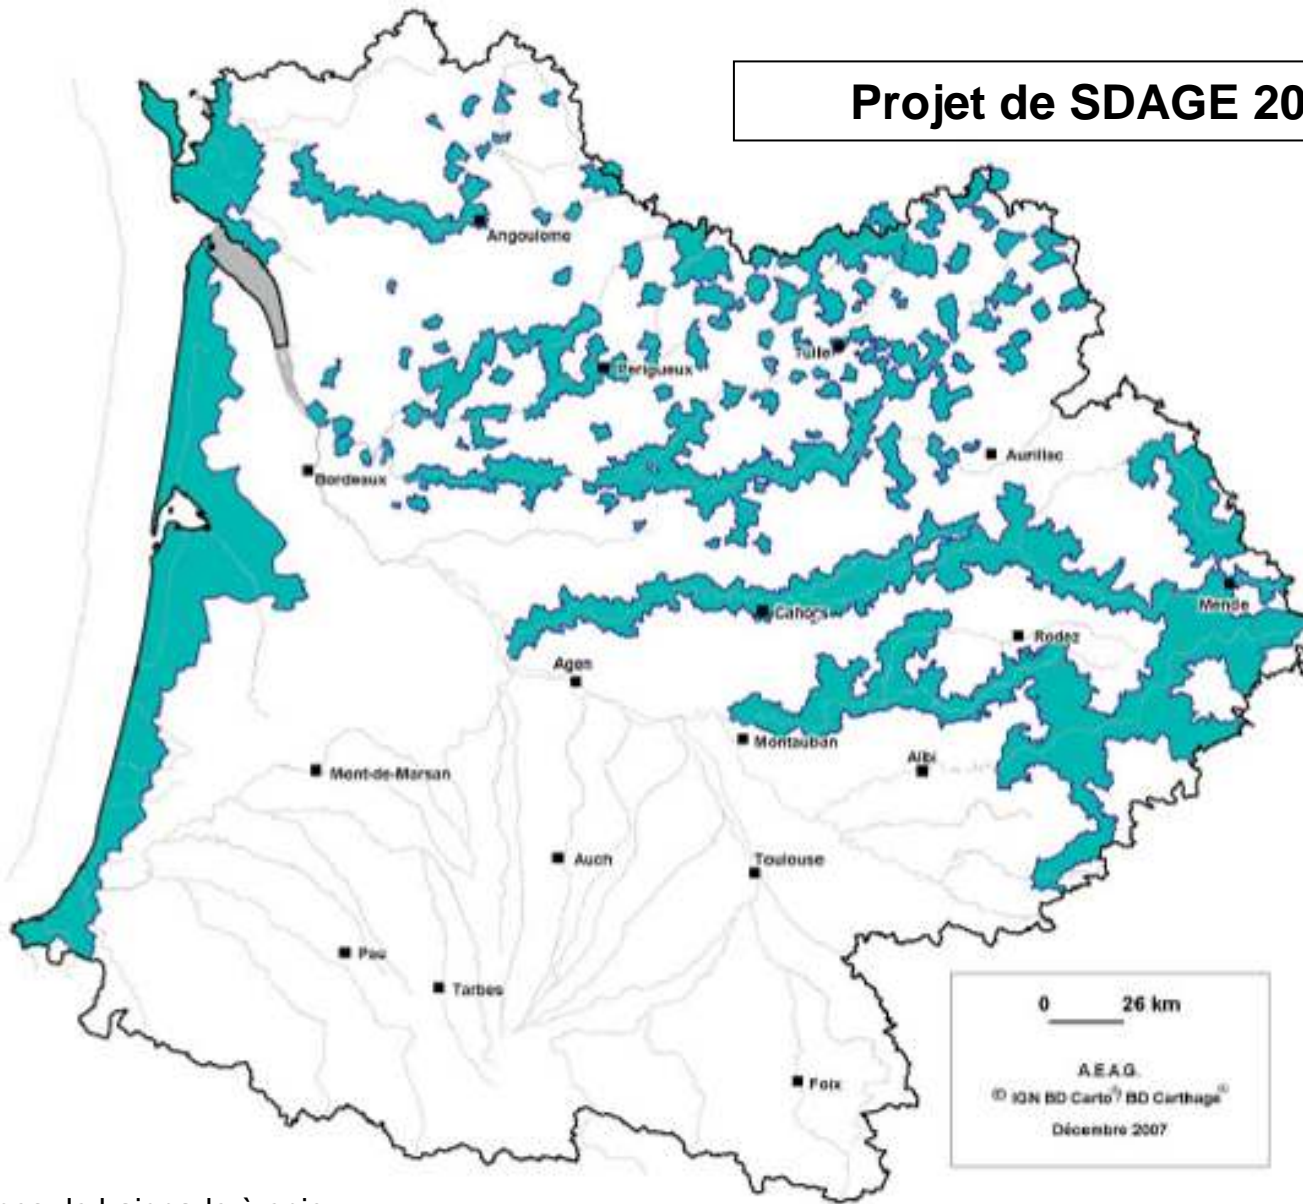 Projet de SDAGE 20
Angouleme
Tulle
Perigueux
Aurillac
Bordeaux
Mende
Cahors
Rodez
Agen
Montauban
Albi
Mont-de-Marsan
Auch
Toulouse
Pau
Tarbes
Foix
0 26 km
A.E.A.G.
© IGN BD Carto® / BD Carthage®
Décembre 2007